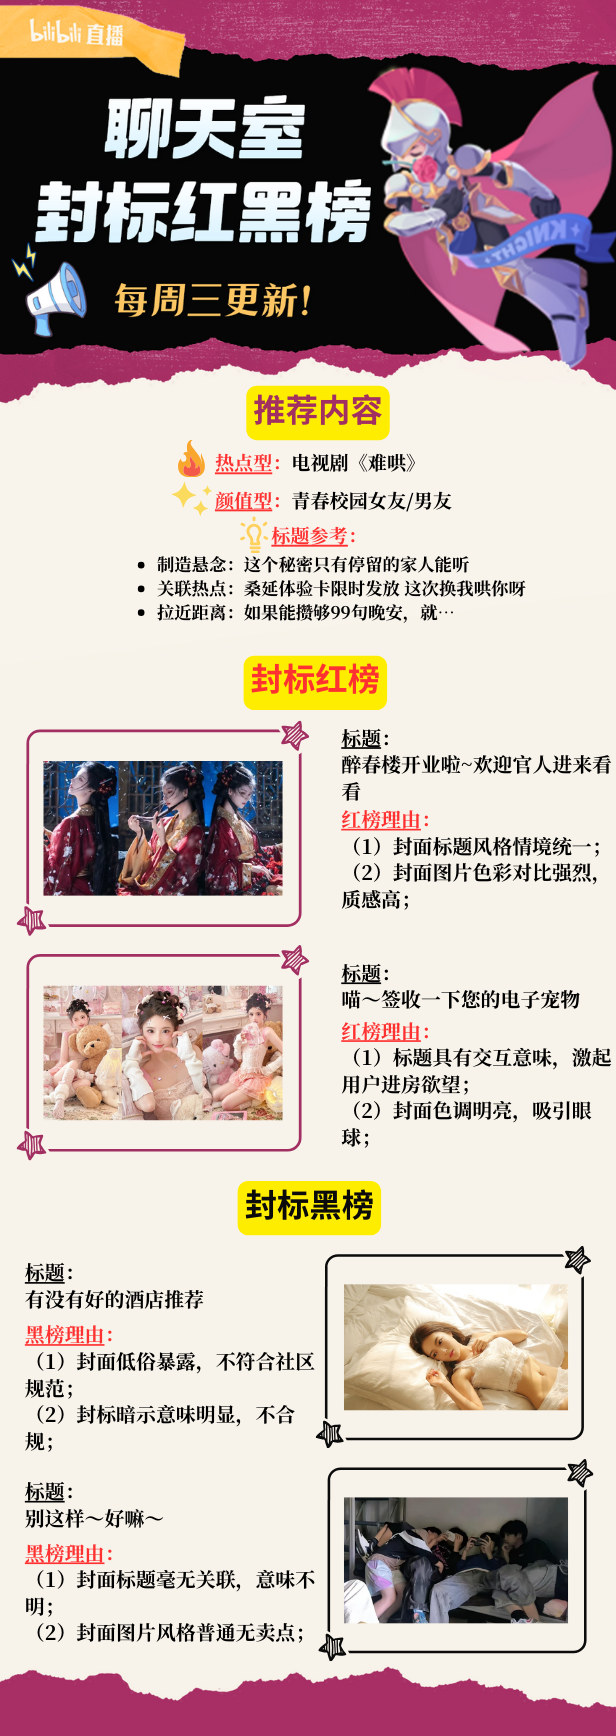 bilibili 直播
聊天室
封标红黑榜
每周三更新!
KNIGHT
推荐内容
热点型：电视剧《难哄》
颜值型：青春校园女友/男友
标题参考：
制造悬念：这个秘密只有停留的家人能听
关联热点：桑延体验卡限时发放 这次换我哄你呀
拉近距离：如果能攒够99句晚安，就…
封标红榜
标题：
醉春楼开业啦~欢迎官人进来看
看
红榜理由：
（1）封面标题风格情境统一；
（2）封面图片色彩对比强烈，
质感高；
标题：
喵～签收一下您的电子宠物
红榜理由：
（1）标题具有交互意味，激起
用户进房欲望；
（2）封面色调明亮，吸引眼
球；
封标黑榜
标题：
有没有好的酒店推荐
黑榜理由：
（1）封面低俗暴露，不符合社区
规范；
（2）封标暗示意味明显，不合
规；
标题：
别这样～好嘛～
黑榜理由：
（1）封面标题毫无关联，意味不
明；
（2）封面图片风格普通无卖点；